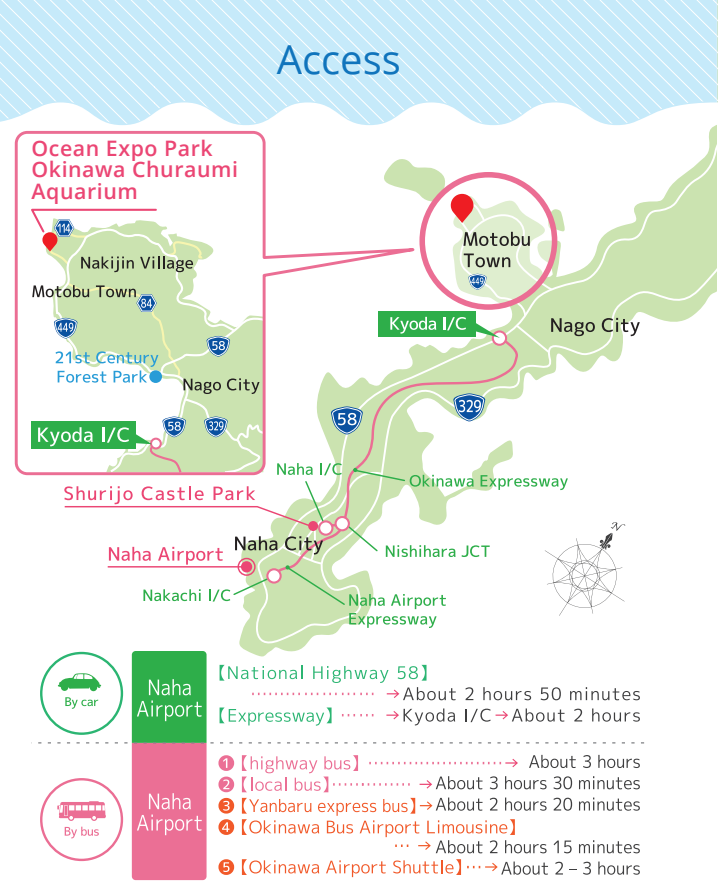 Access
Ocean Expo Park
Okinawa Churaumi
Aquarium
114
Nakijin Village
Motobu Town
84
449
58
21st Century
Forest Park
Nago City
58
329
Kyoda I/C
Motobu
Town
449
Kyoda I/C
Nago City
329
58
Naha I/C
Okinawa Expressway
Shurijo Castle Park
Naha City
Nishihara JCT
Naha Airport
Nakachi I/C
Naha Airport
Expressway
N
By car
Naha
Airport
【National Highway 58】
····················· →About 2 hours 50 minutes
【Expressway】 ······ →Kyoda I/C→About 2 hours
By bus
Naha
Airport
❶【highway bus】·······················→ About 3 hours
❷【local bus】·············→About 3 hours 30 minutes
❸【Yanbaru express bus】→About 2 hours 20 minutes
❹【Okinawa Bus Airport Limousine】
··· →About 2 hours 15 minutes
❺【Okinawa Airport Shuttle】···→About 2 – 3 hours